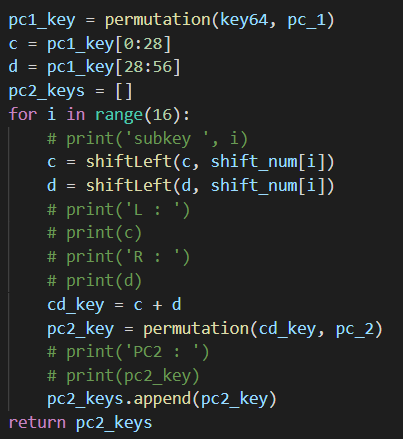 pc1_key = permutation(key64, pc_1)
c = pc1_key[0:28]
d = pc1_key[28:56]
pc2_keys = []
for i in range(16):
    # print('subkey ', i)
    c = shiftLeft(c, shift_num[i])
    d = shiftLeft(d, shift_num[i])
    # print('L : ')
    # print(c)
    # print('R : ')
    # print(d)
    cd_key = c + d
    pc2_key = permutation(cd_key, pc_2)
    # print('PC2 : ')
    # print(pc2_key)
    pc2_keys.append(pc2_key)
return pc2_keys